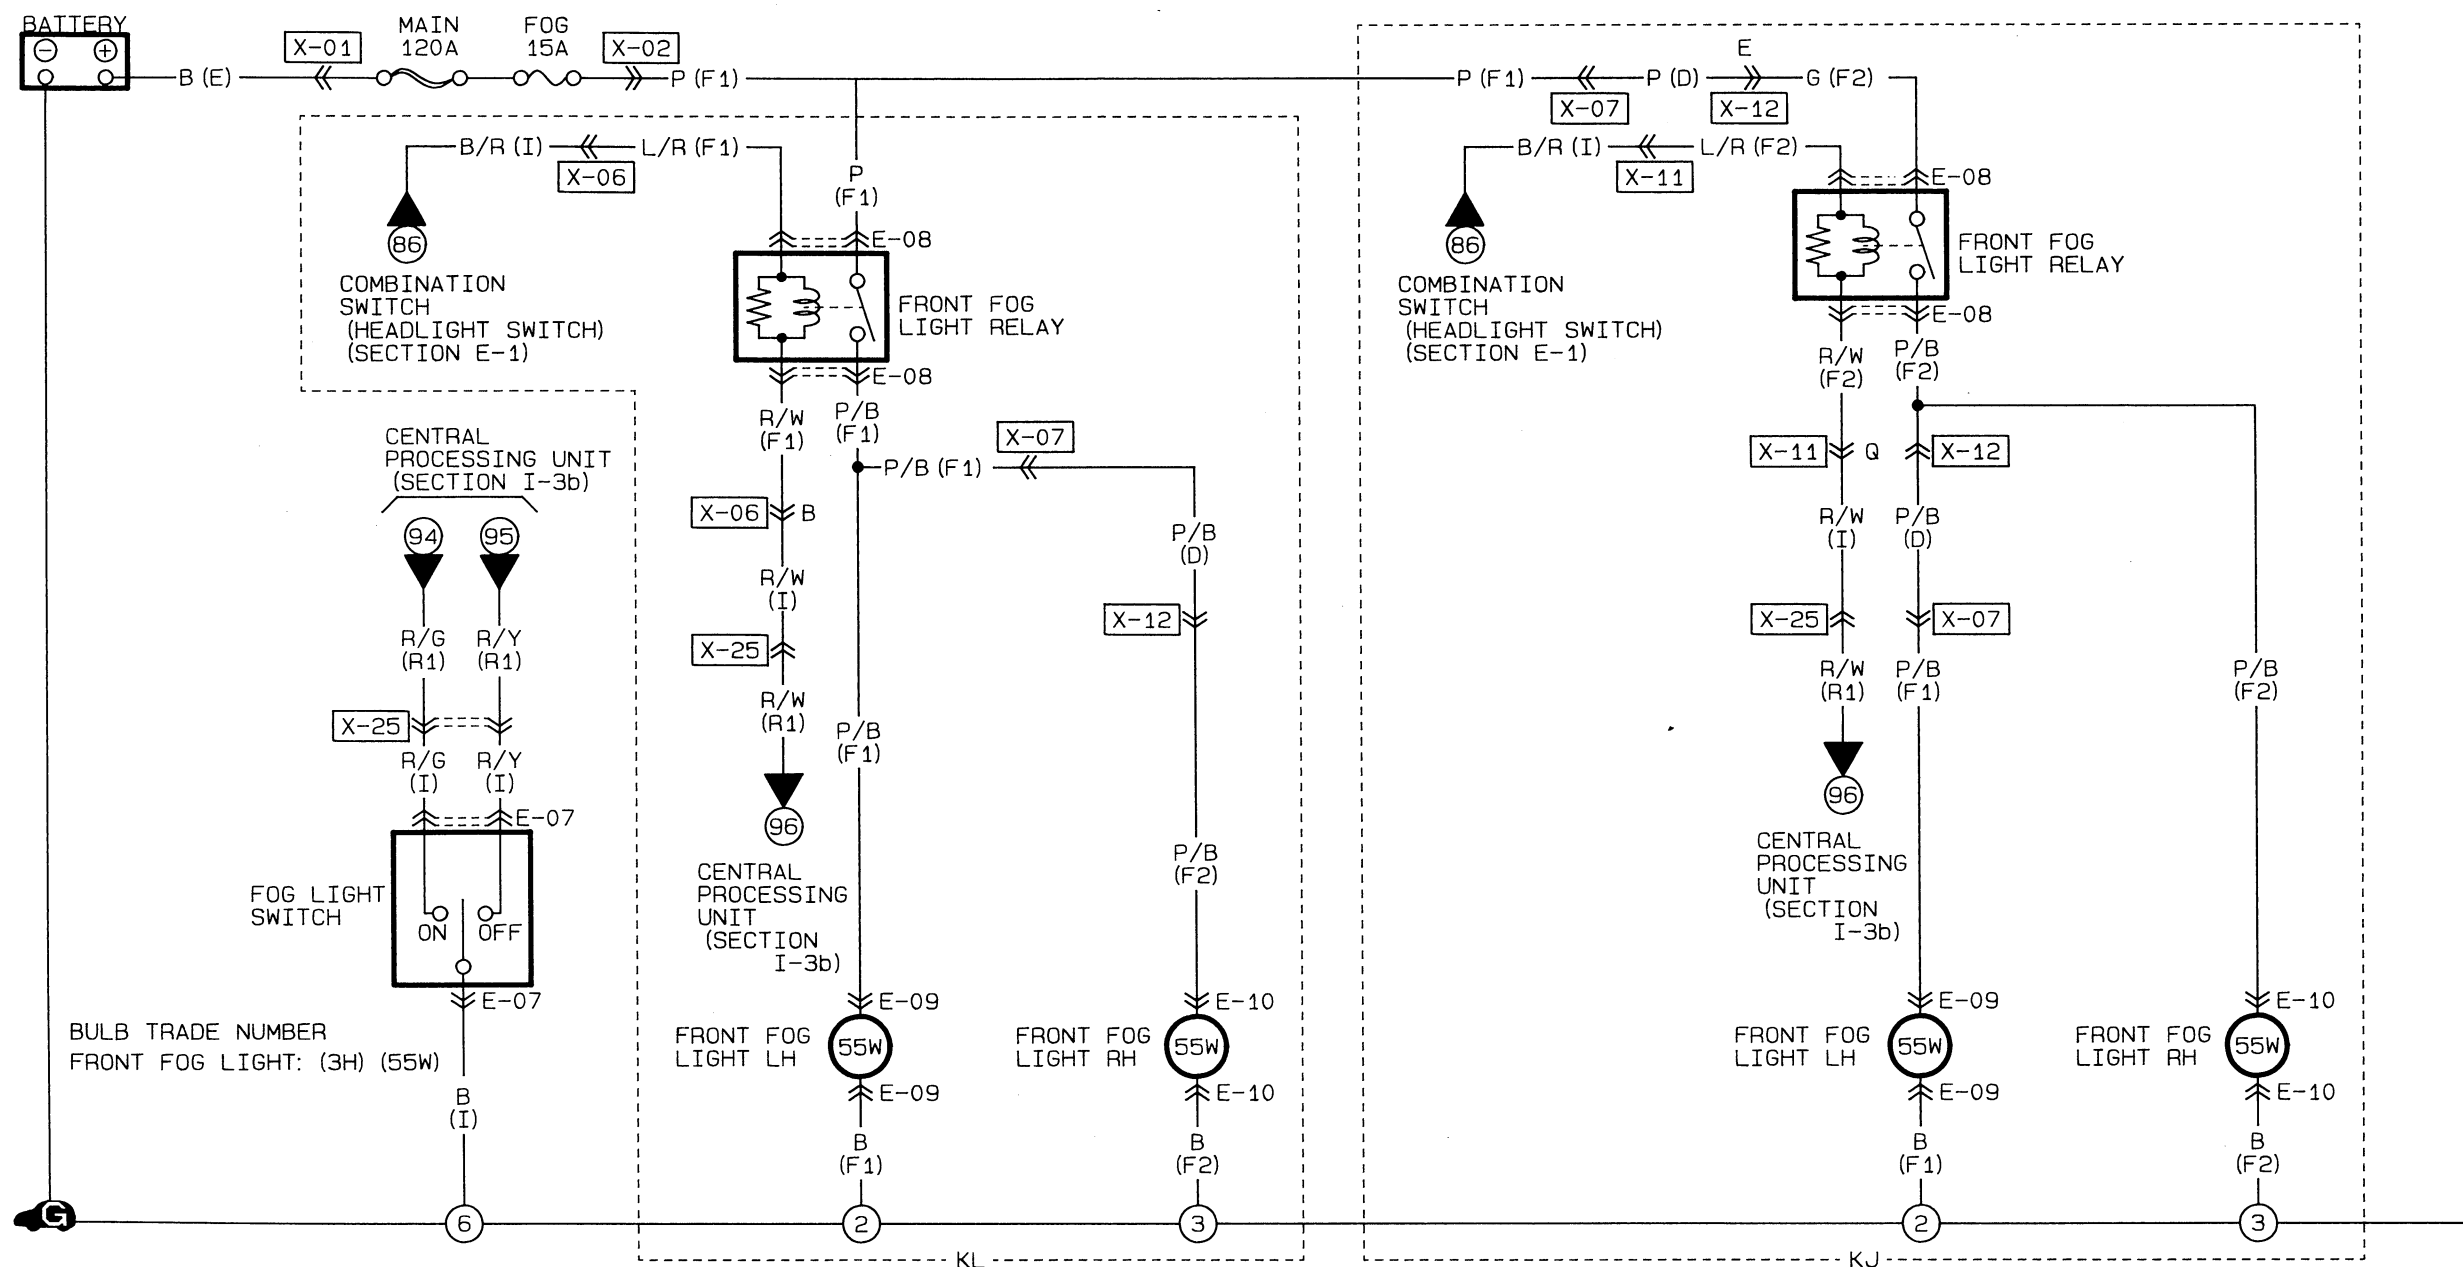 BATTERY
MAIN
120A
FOG
15A
X-01
X-02
B (E)
P (F1)
P (F1)
X-07
P (D)
E
X-12
G (F2)
B/R (I)
X-06
L/R (F1)
P
(F1)
86
COMBINATION
SWITCH
(HEADLIGHT SWITCH)
(SECTION E-1)
E-08
FRONT FOG
LIGHT RELAY
E-08
R/W
(F1)
P/B
(F1)
P/B (F1)
X-07
X-06
B
P/B
(D)
R/W
(I)
X-25
X-12
R/W
(R1)
P/B
(F1)
96
CENTRAL
PROCESSING
UNIT
(SECTION
I-3b)
P/B
(F2)
E-09
FRONT FOG
LIGHT LH
55W
E-09
E-10
FRONT FOG
LIGHT RH
55W
E-10
B
(F1)
B
(F2)
2
3
KL
CENTRAL
PROCESSING UNIT
(SECTION I-3b)
94
95
R/G
(R1)
R/Y
(R1)
X-25
R/G
(I)
R/Y
(I)
E-07
FOG LIGHT
SWITCH
ON
OFF
E-07
BULB TRADE NUMBER
FRONT FOG LIGHT: (3H) (55W)
B
(I)
G
6
B/R (I)
X-11
L/R (F2)
86
COMBINATION
SWITCH
(HEADLIGHT SWITCH)
(SECTION E-1)
E-08
FRONT FOG
LIGHT RELAY
E-08
R/W
(F2)
P/B
(F2)
X-11
Q
X-12
R/W
(I)
P/B
(D)
X-25
X-07
R/W
(R1)
P/B
(F1)
P/B
(F2)
96
CENTRAL
PROCESSING
UNIT
(SECTION
I-3b)
E-09
FRONT FOG
LIGHT LH
55W
E-09
E-10
FRONT FOG
LIGHT RH
55W
E-10
B
(F1)
B
(F2)
2
3
KJ